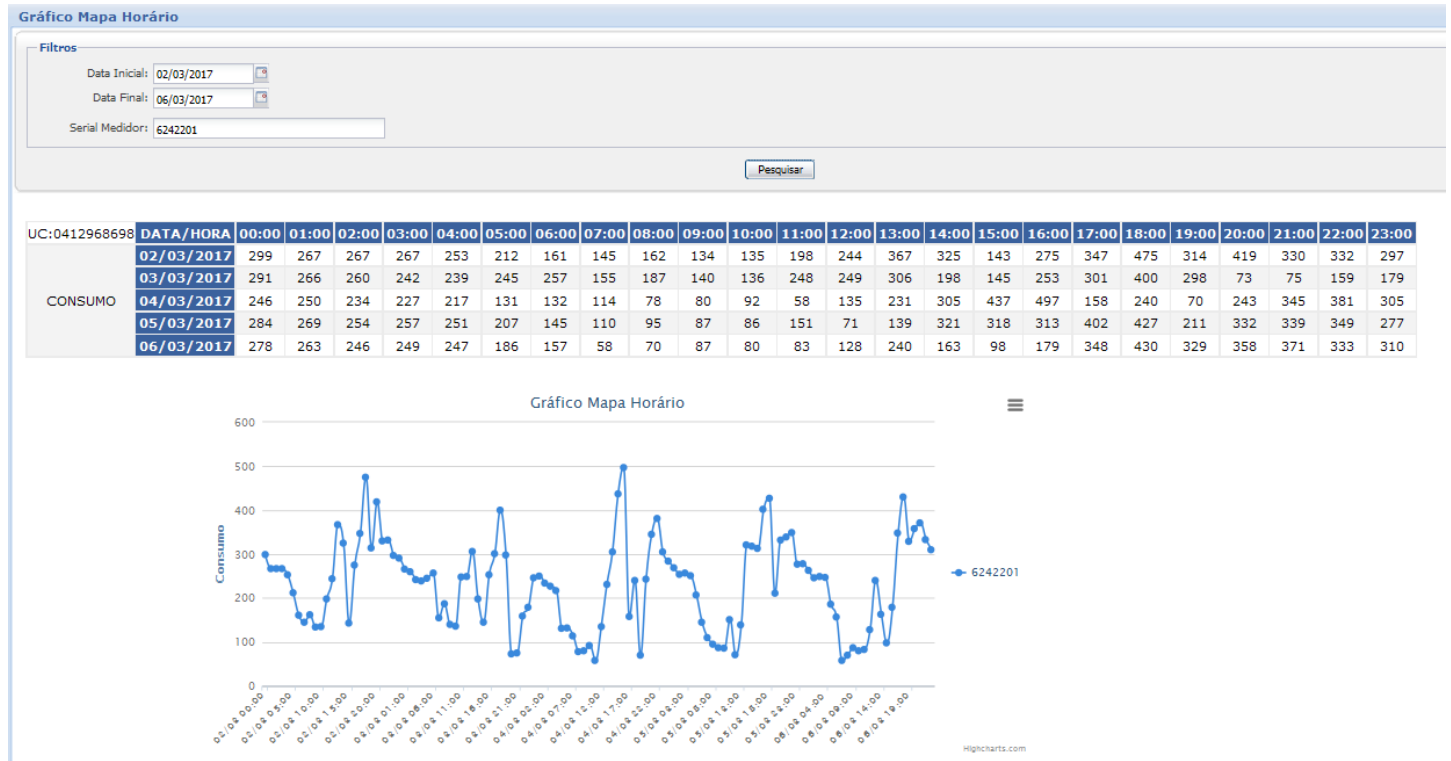 Gráfico Mapa Horário
Filtros
Data Inicial: 02/03/2017
Data Final: 06/03/2017
Serial Medidor: 6242201
Pesquisar
UC:0412968698 DATA/HORA 00:00 01:00 02:00 03:00 04:00 05:00 06:00 07:00 08:00 09:00 10:00 11:00 12:00 13:00 14:00 15:00 16:00 17:00 18:00 19:00 20:00 21:00 22:00 23:00
02/03/2017 299 267 267 267 253 212 161 145 162 134 135 198 244 367 325 143 275 347 475 314 419 330 332 297
03/03/2017 291 266 260 242 239 245 257 155 187 140 136 248 249 306 198 145 253 301 400 298 73 75 159 179
CONSUMO 04/03/2017 246 250 234 227 217 131 132 114 78 80 92 58 135 231 305 437 497 158 240 70 243 345 381 305
05/03/2017 284 269 254 257 251 207 145 110 95 87 86 151 71 139 321 318 313 402 427 211 332 339 349 277
06/03/2017 278 263 246 249 247 186 157 58 70 87 80 83 128 240 163 98 179 348 430 329 358 371 333 310
Gráfico Mapa Horário
600
500
400
300
200
100
0
Consumo
6242201
Highcharts.com